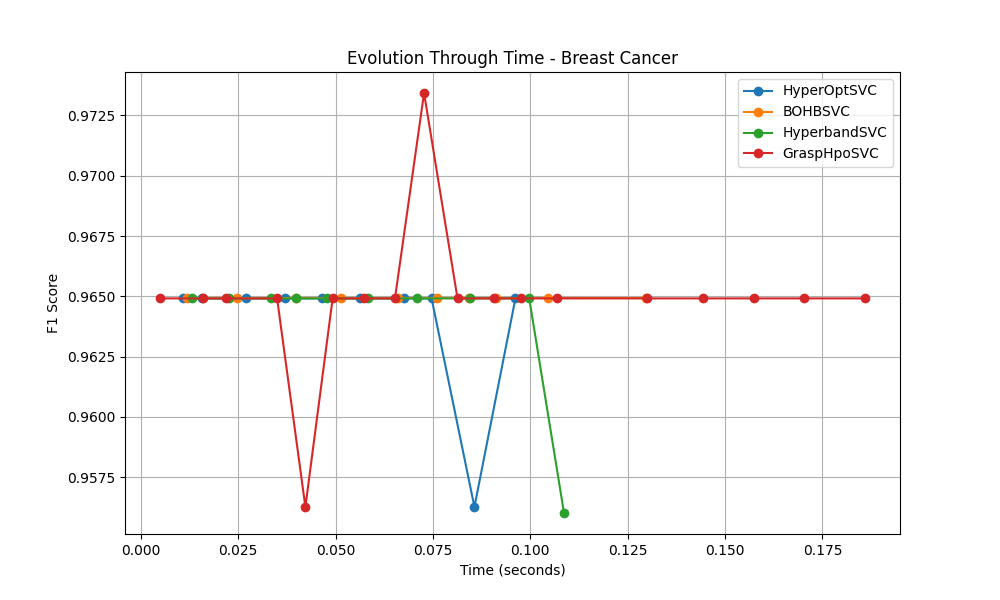 Evolution Through Time - Breast Cancer
HyperOptSVC
BOHBSVC
HyperbandSVC
GraspHpoSVC
F1 Score
0.9725
0.9700
0.9675
0.9650
0.9625
0.9600
0.9575
0.000 0.025 0.050 0.075 0.100 0.125 0.150 0.175
Time (seconds)